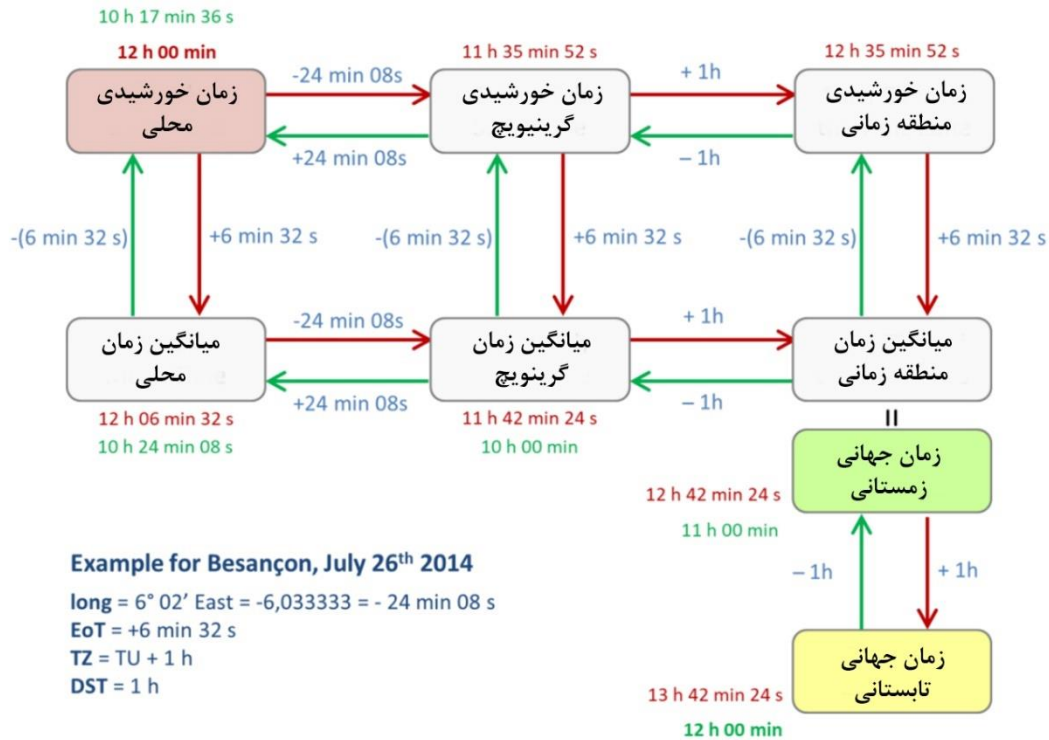 10 h 17 min 36 s
12 h 00 min
11 h 35 min 52 s
12 h 35 min 52 s
زمان خورشیدی
محلی
-24 min 08s
+24 min 08s
زمان خورشیدی
گرینیویچ
+ 1h
– 1h
زمان خورشیدی
منطقه زمانی
-(6 min 32 s)
+6 min 32 s
-(6 min 32 s)
+6 min 32 s
-(6 min 32 s)
+6 min 32 s
میانگین زمان
محلی
-24 min 08s
+24 min 08s
میانگین زمان
گرینویچ
+ 1h
– 1h
میانگین زمان
منطقه زمانی
12 h 06 min 32 s
10 h 24 min 08 s
11 h 42 min 24 s
10 h 00 min
=
زمان جهانی
زمستانی
12 h 42 min 24 s
11 h 00 min
– 1h
+ 1h
زمان جهانی
تابستانی
13 h 42 min 24 s
12 h 00 min
Example for Besançon, July 26th 2014
long = 6° 02’ East = -6,033333 = - 24 min 08 s
EoT = +6 min 32 s
TZ = TU + 1 h
DST = 1 h